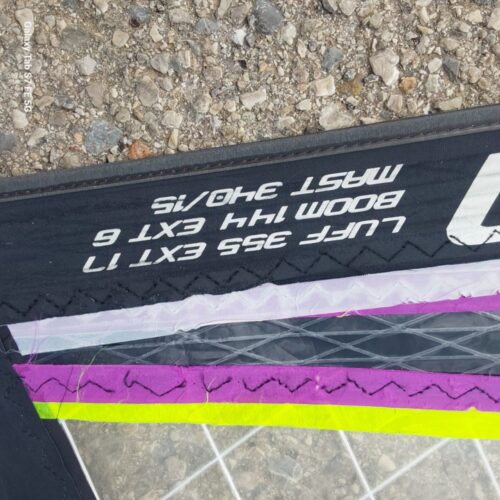 LUFF 355 EXT 17
BOOM 144 EXT 6
MAST 340/15